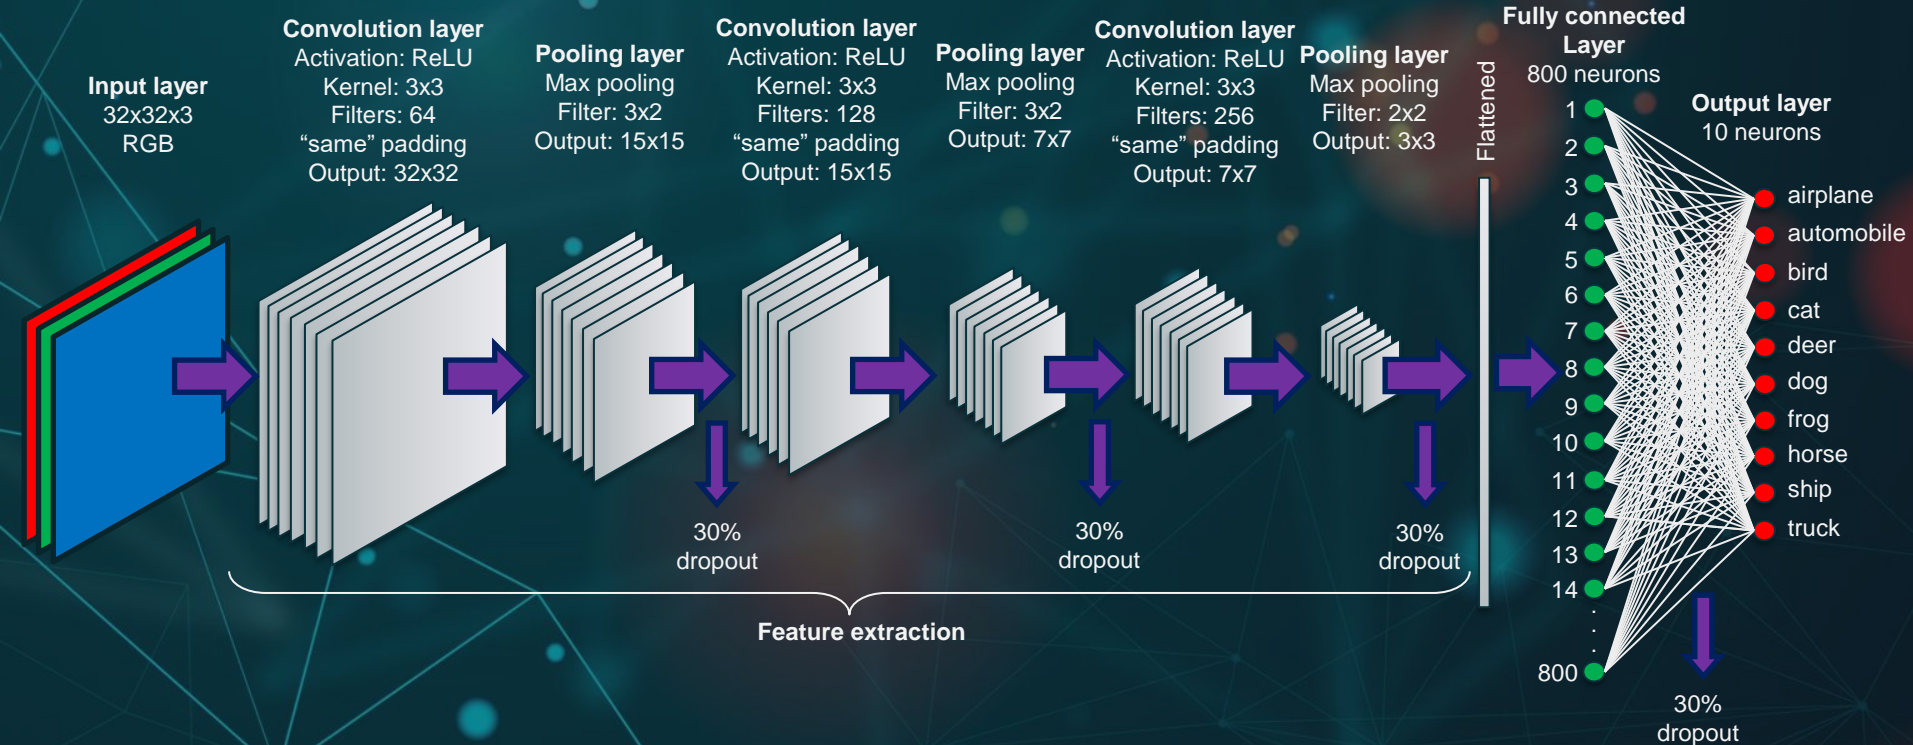 Input layer
32x32x3
RGB
Convolution layer
Activation: ReLU
Kernel: 3x3
Filters: 64
“same” padding
Output: 32x32
Pooling layer
Max pooling
Filter: 3x2
Output: 15x15
Convolution layer
Activation: ReLU
Kernel: 3x3
Filters: 128
“same” padding
Output: 15x15
Pooling layer
Max pooling
Filter: 3x2
Output: 7x7
Convolution layer
Activation: ReLU
Kernel: 3x3
Filters: 256
“same” padding
Output: 7x7
Pooling layer
Max pooling
Filter: 2x2
Output: 3x3
Flattened
Fully connected
Layer
800 neurons
1
2
3
4
5
6
7
8
9
10
11
12
13
14
.
.
.
800
Output layer
10 neurons
airplane
automobile
bird
cat
deer
dog
frog
horse
ship
truck
30%
dropout
30%
dropout
30%
dropout
30%
dropout
Feature extraction